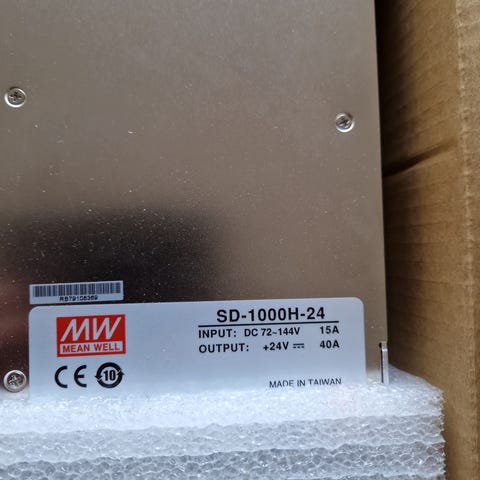 RB79108369
MW
MEAN WELL
SD-1000H-24
INPUT: DC 72~144V 15A
OUTPUT: +24V ⎓ 40A
CE 10
MADE IN TAIWAN